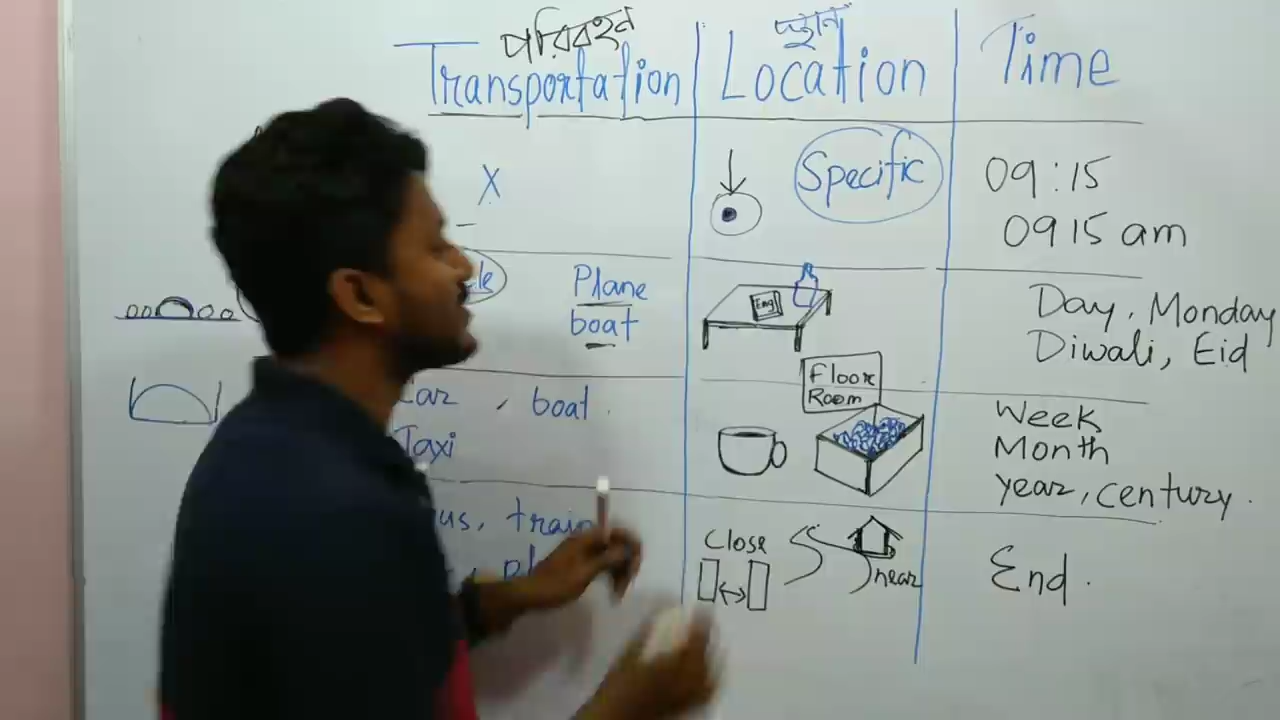 পরিবহন
স্থান
Transportation
Location
Time
X
Specific
09:15
0915 am
Plane
boat
Eng
Day, Monday
Diwali, Eid
Car, boat.
Taxi
Floor
Room
Week
Month
Year, century.
train
Close
near
End.